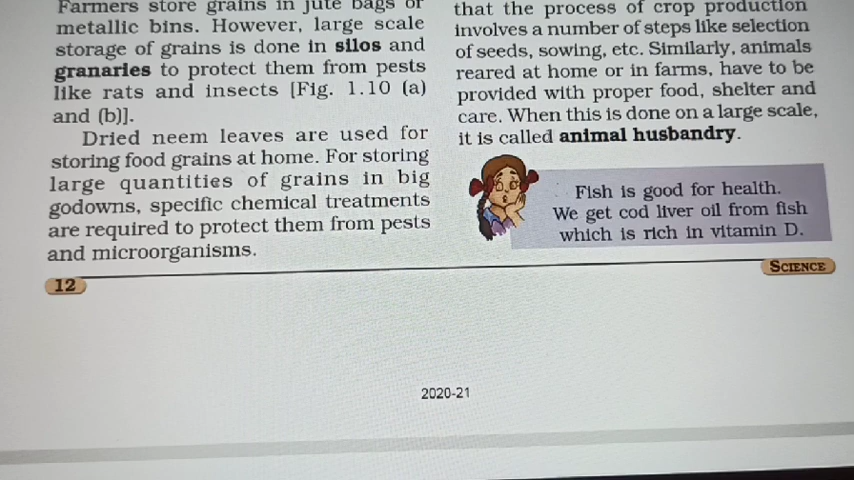 Farmers store grains in jute bags or
metallic bins. However, large scale
storage of grains is done in silos and
granaries to protect them from pests
like rats and insects [Fig. 1.10 (a)
and (b)].
Dried neem leaves are used for
storing food grains at home. For storing
large quantities of grains in big
godowns, specific chemical treatments
are required to protect them from pests
and microorganisms.
that the process of crop production
involves a number of steps like selection
of seeds, sowing, etc. Similarly, animals
reared at home or in farms, have to be
provided with proper food, shelter and
care. When this is done on a large scale,
it is called animal husbandry.
Fish is good for health.
We get cod liver oil from fish
which is rich in vitamin D.
12
SCIENCE
2020-21